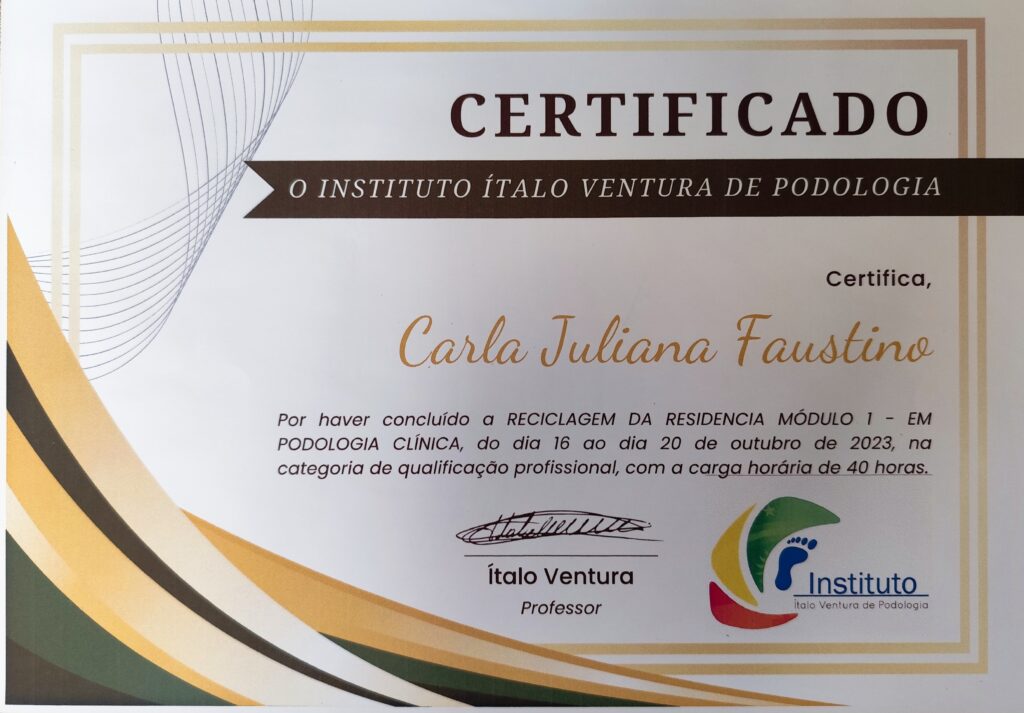 CERTIFICADO
O INSTITUTO ÍTALO VENTURA DE PODOLOGIA
Certifica,
Carla Juliana Faustino
Por haver concluído a RECICLAGEM DA RESIDENCIA MÓDULO 1 - EM
PODOLOGIA CLÍNICA, do dia 16 ao dia 20 de outubro de 2023, na
categoria de qualificação profissional, com a carga horária de 40 horas.
Ítalo Ventura
Professor
Instituto
Ítalo Ventura de Podologia